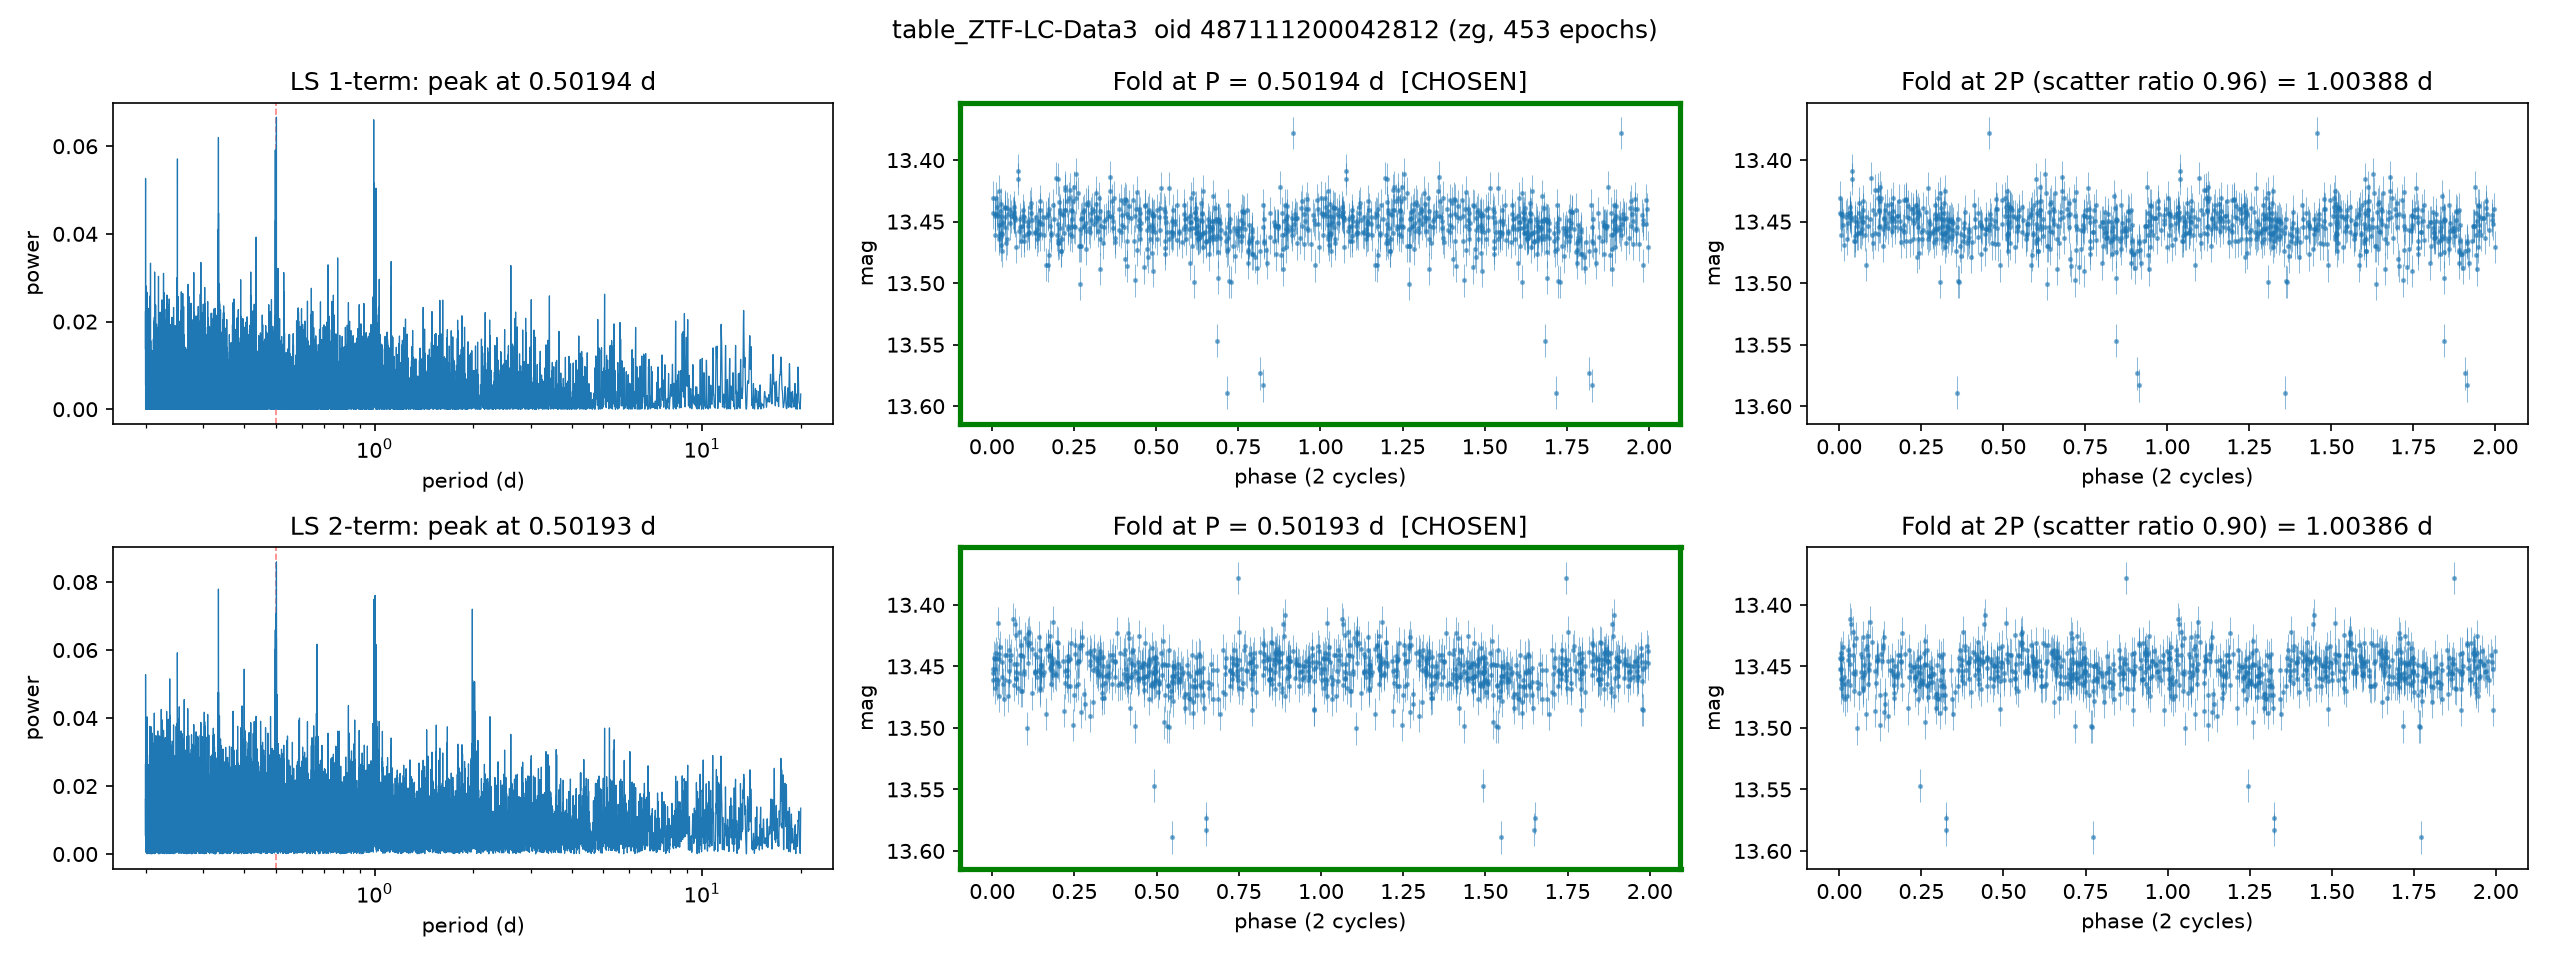 table_ZTF-LC-Data3  oid 487111200042812 (zg, 453 epochs)
LS 1-term: peak at 0.50194 d
power
0.06
0.04
0.02
0.00
10^0
10^1
period (d)
Fold at P = 0.50194 d  [CHOSEN]
mag
13.40
13.45
13.50
13.55
13.60
0.00 0.25 0.50 0.75 1.00 1.25 1.50 1.75 2.00
phase (2 cycles)
Fold at 2P (scatter ratio 0.96) = 1.00388 d
mag
13.40
13.45
13.50
13.55
13.60
0.00 0.25 0.50 0.75 1.00 1.25 1.50 1.75 2.00
phase (2 cycles)
LS 2-term: peak at 0.50193 d
power
0.08
0.06
0.04
0.02
0.00
10^0
10^1
period (d)
Fold at P = 0.50193 d  [CHOSEN]
mag
13.40
13.45
13.50
13.55
13.60
0.00 0.25 0.50 0.75 1.00 1.25 1.50 1.75 2.00
phase (2 cycles)
Fold at 2P (scatter ratio 0.90) = 1.00386 d
mag
13.40
13.45
13.50
13.55
13.60
0.00 0.25 0.50 0.75 1.00 1.25 1.50 1.75 2.00
phase (2 cycles)